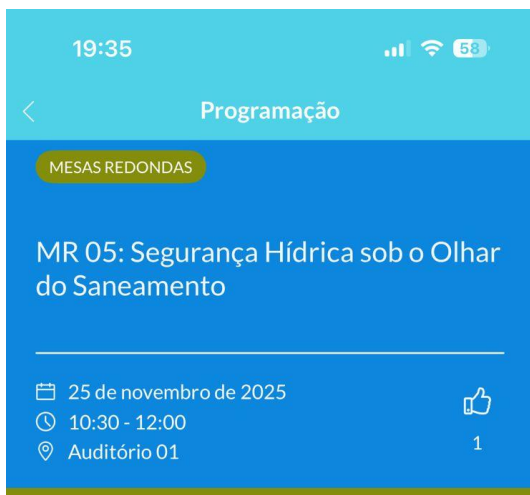 19:35
58
Programação
MESAS REDONDAS
MR 05: Segurança Hídrica sob o Olhar
do Saneamento
25 de novembro de 2025
10:30 - 12:00
Auditório 01
1